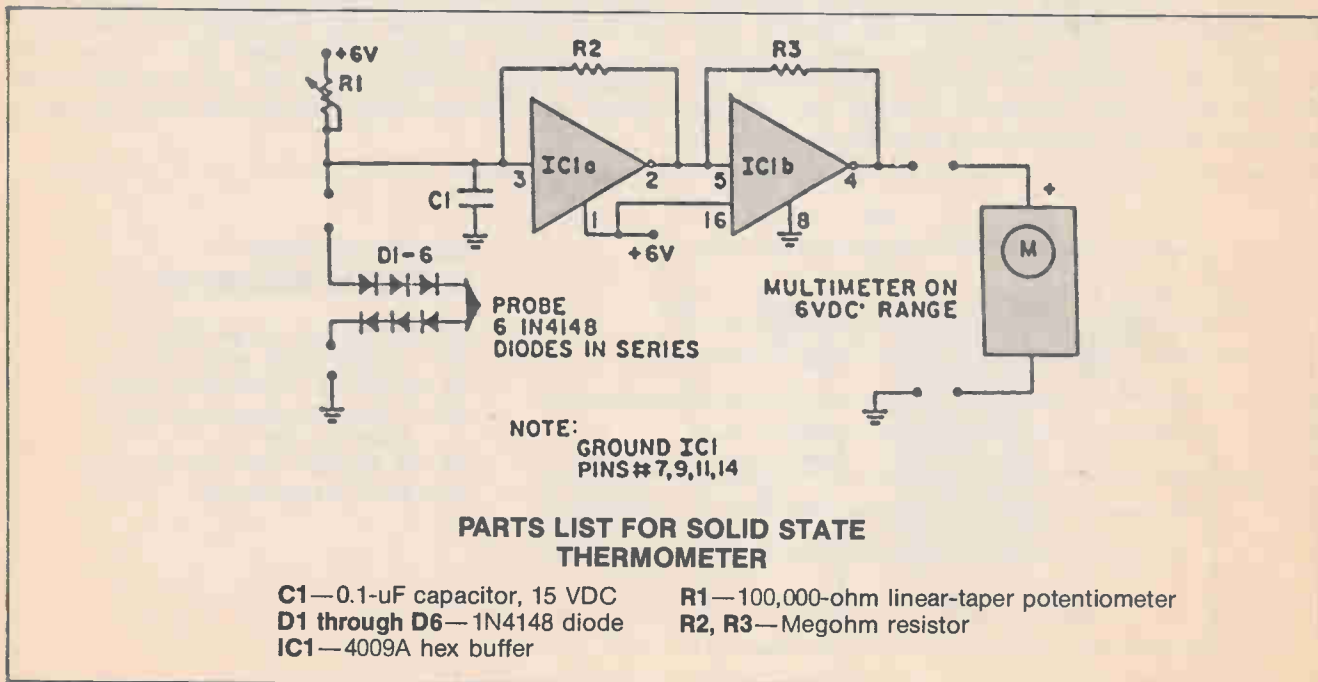 +6V
R1
R2
R3
C1
3
IC1a
2
5
IC1b
4
1
16
8
+6V
D1-6
PROBE
6 1N4148
DIODES IN SERIES
+
M
MULTIMETER ON
6VDC RANGE
NOTE:
GROUND IC1
PINS # 7,9,11,14
PARTS LIST FOR SOLID STATE
THERMOMETER
C1—0.1-uF capacitor, 15 VDC
D1 through D6—1N4148 diode
IC1—4009A hex buffer
R1—100,000-ohm linear-taper potentiometer
R2, R3—Megohm resistor